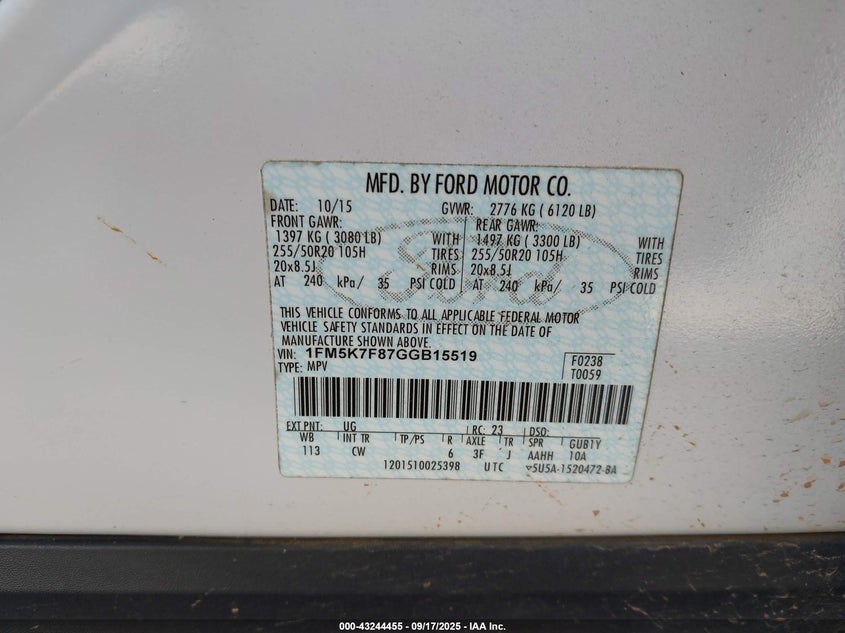 MFD. BY FORD MOTOR CO.
DATE: 10/15 GVWR: 2776 KG ( 6120 LB)
FRONT GAWR: REAR GAWR:
1397 KG ( 3080 LB) WITH 1497 KG ( 3300 LB) WITH
255/50R20 105H TIRES 255/50R20 105H TIRES
20x8.5J RIMS 20x8.5J RIMS
AT 240 kPa/ 35 PSI COLD AT 240 kPa/ 35 PSI COLD
Ford
THIS VEHICLE CONFORMS TO ALL APPLICABLE FEDERAL MOTOR
VEHICLE SAFETY STANDARDS IN EFFECT ON THE DATE OF
MANUFACTURE SHOWN ABOVE.
VIN: 1FM5K7F87GGB15519 F0238
TYPE: MPV T0059
EXT PNT: UG RC: 23 DSO:
WB INT TR TP/PS R AXLE TR SPR GUB1Y
113 CW 6 3F J AAHH 10A
1201510025398 UTC ▽5U5A-1520472-BA
000-43244455 - 09/17/2025 - IAA Inc.